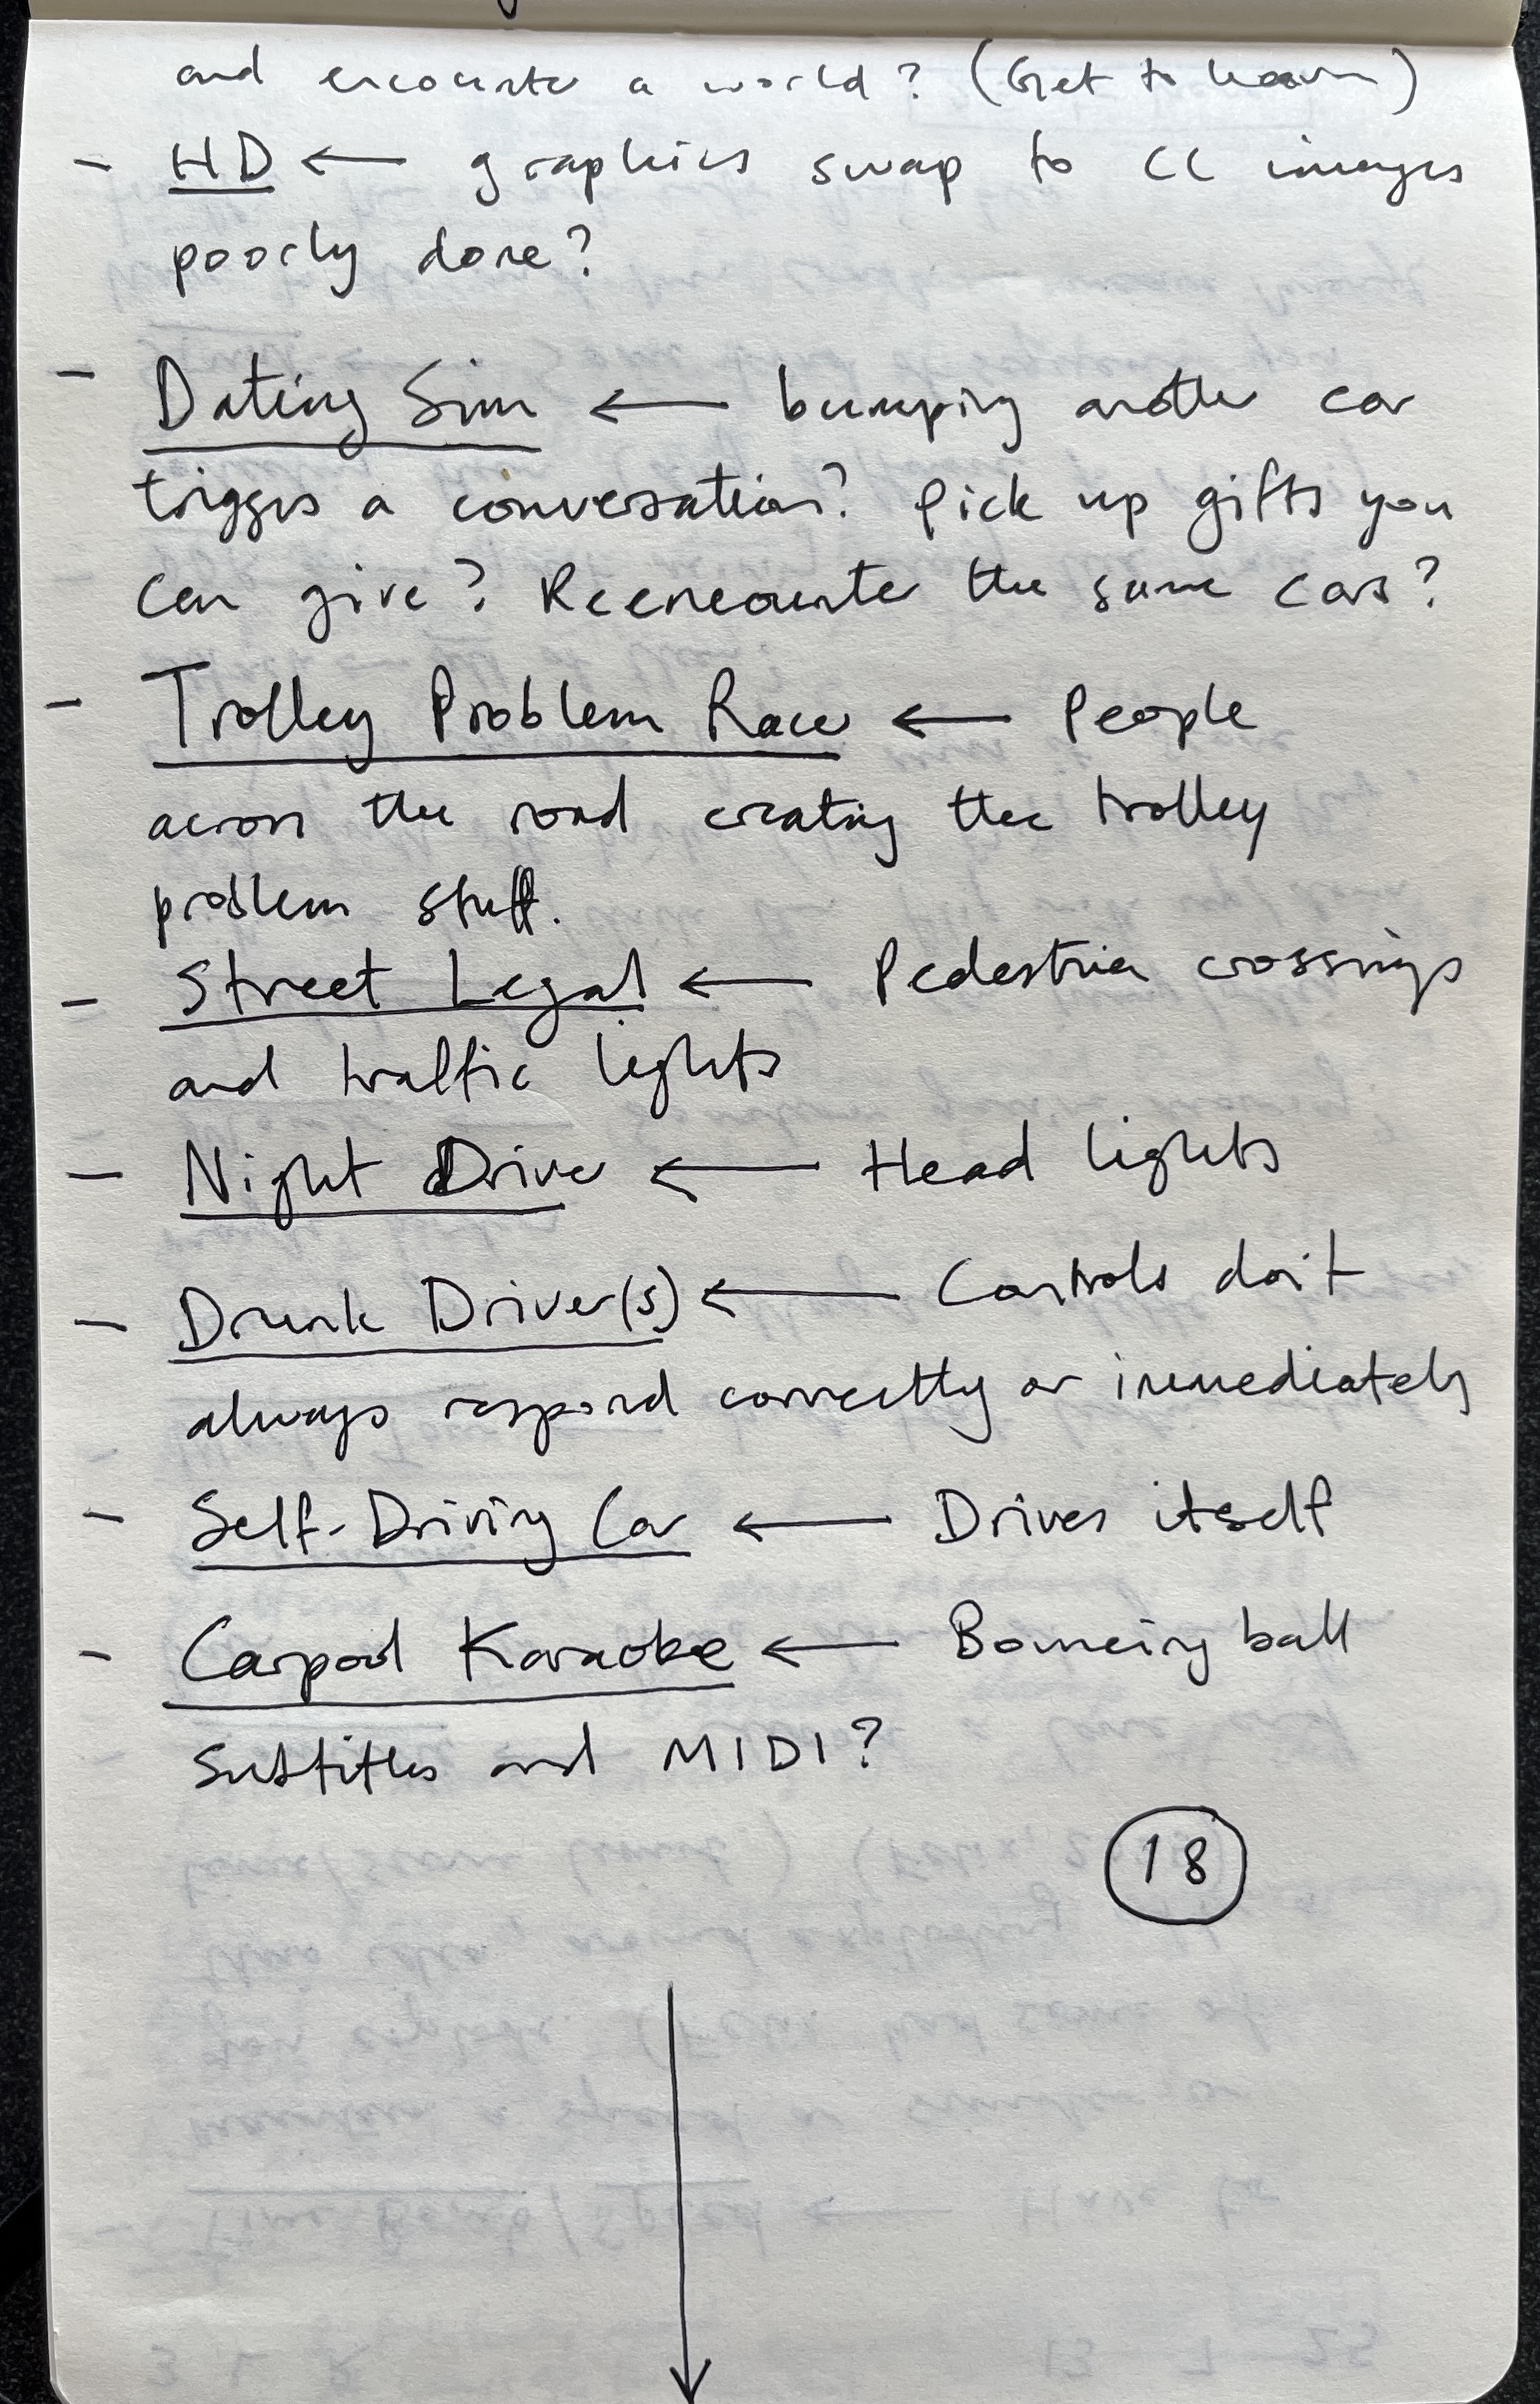 and encounter a world? (Get to heaven)
- HD ← graphics swap to CC images
poorly done?
- Dating Sim ← bumping another car
triggers a conversation? Pick up gifts you
can give? Reencounter the same cars?
- Trolley Problem Racer ← People
across the road creating the trolley
problem stuff.
- Street Legal ← Pedestrian crossings
and traffic lights
- Night Drive ← Head lights
- Drunk Driver(s) ← Controls don't
always respond correctly or immediately
- Self-Driving Car ← Drives itself
- Carpool Karaoke ← Bouncing ball
subtitles and MIDI?
18